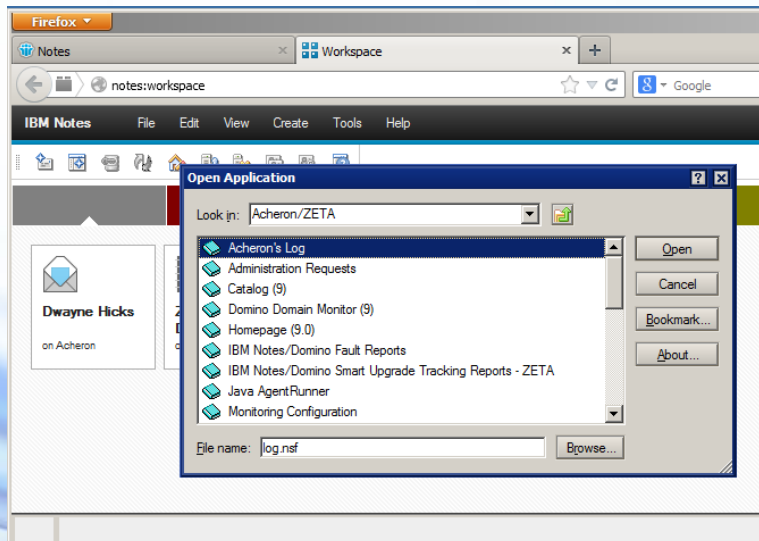 Firefox
Notes
Workspace
notes:workspace
Google
IBM Notes File Edit View Create Tools Help
Open Application
Look in: Acheron/ZETA
Acheron's Log
Administration Requests
Catalog (9)
Domino Domain Monitor (9)
Homepage (9.0)
IBM Notes/Domino Fault Reports
IBM Notes/Domino Smart Upgrade Tracking Reports - ZETA
Java AgentRunner
Monitoring Configuration
Open
Cancel
Bookmark...
About...
File name: log.nsf
Browse...
Dwayne Hicks
on Acheron